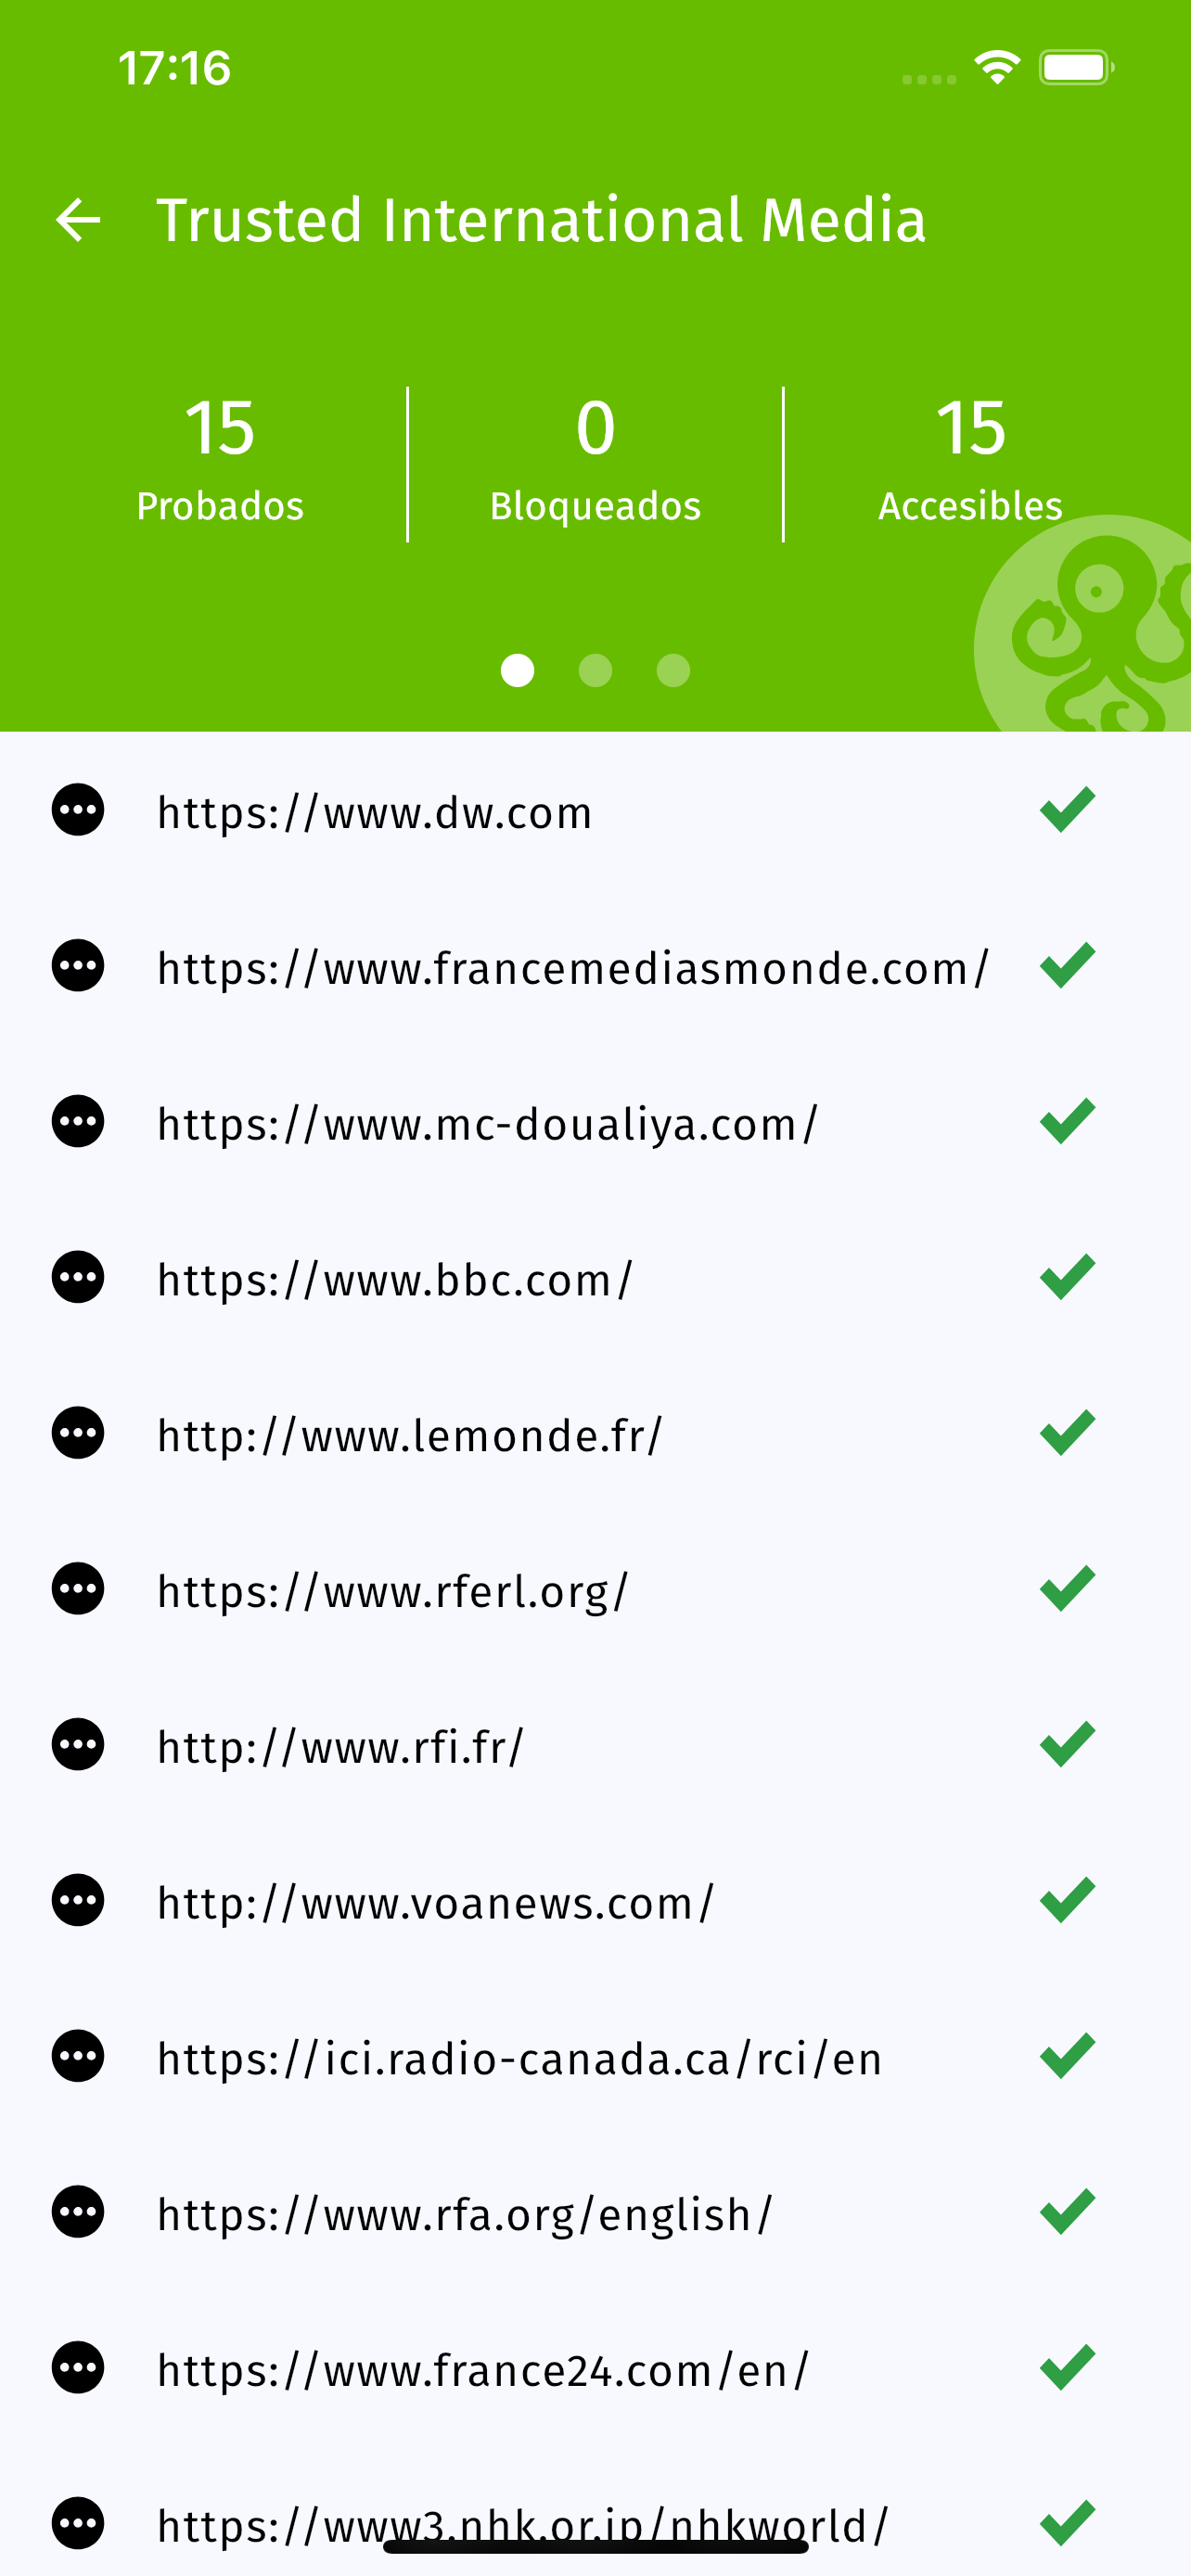 17:16
Trusted International Media
15
0
15
Probados
Bloqueados
Accesibles
https://www.dw.com
https://www.francemediasmonde.com/
https://www.mc-doualiya.com/
https://www.bbc.com/
http://www.lemonde.fr/
https://www.rferl.org/
http://www.rfi.fr/
http://www.voanews.com/
https://ici.radio-canada.ca/rci/en
https://www.rfa.org/english/
https://www.france24.com/en/
https://www3.nhk.or.jp/nhkworld/